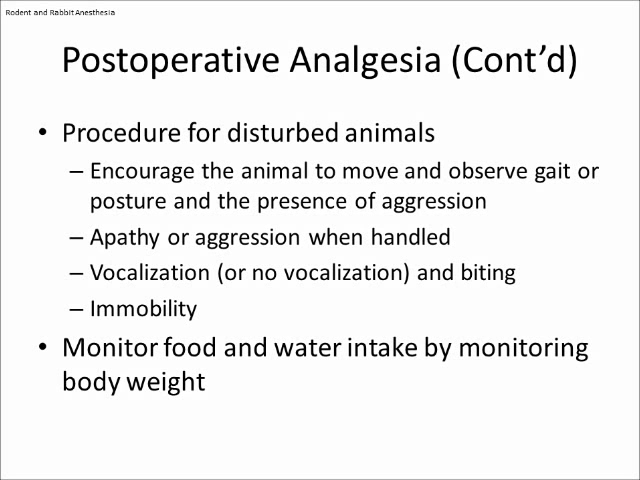 Rodent and Rabbit Anesthesia
Postoperative Analgesia (Cont’d)
• Procedure for disturbed animals
– Encourage the animal to move and observe gait or
posture and the presence of aggression
– Apathy or aggression when handled
– Vocalization (or no vocalization) and biting
– Immobility
• Monitor food and water intake by monitoring
body weight